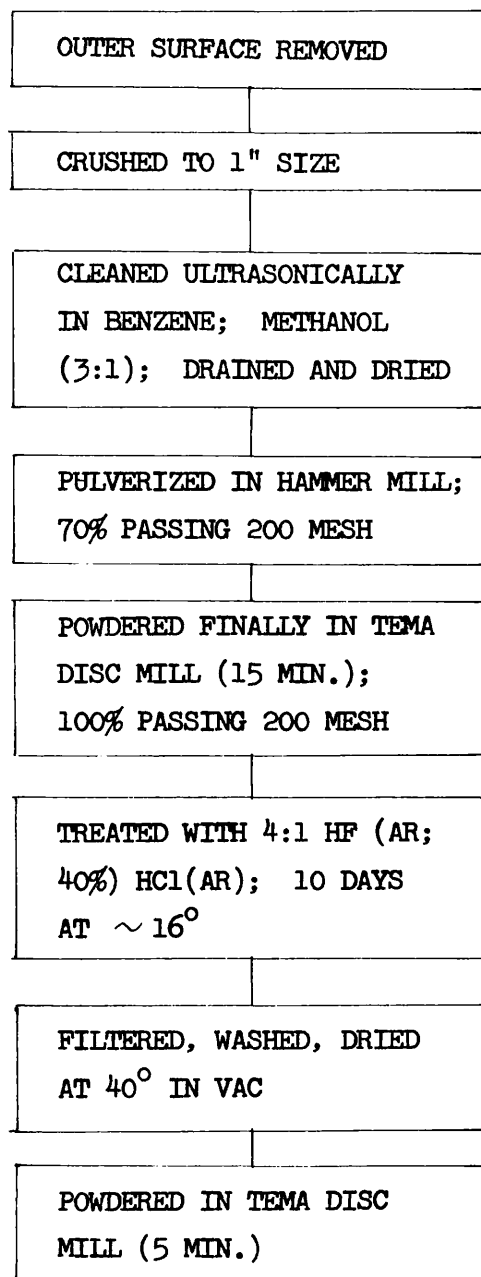 OUTER SURFACE REMOVED
CRUSHED TO 1" SIZE
CLEANED ULTRASONICALLY
IN BENZENE; METHANOL
(3:1); DRAINED AND DRIED
PULVERIZED IN HAMMER MILL;
70% PASSING 200 MESH
POWDERED FINALLY IN TEMA
DISC MILL (15 MIN.);
100% PASSING 200 MESH
TREATED WITH 4:1 HF (AR;
40%) HCl(AR); 10 DAYS
AT ~ 16°
FILTERED, WASHED, DRIED
AT 40° IN VAC
POWDERED IN TEMA DISC
MILL (5 MIN.)